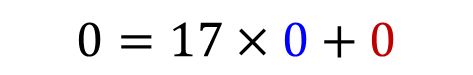 0 = 17 × 0 + 0